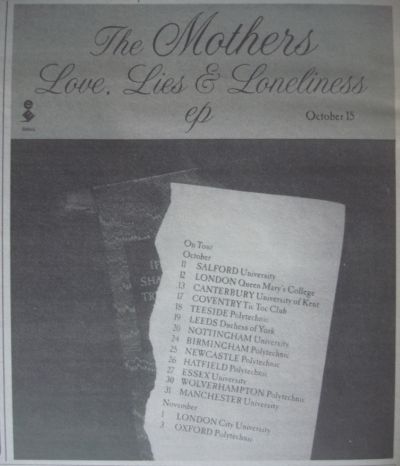 The Mothers
Love, Lies & Loneliness
ep
October 15
On Tour
October
11 SALFORD University
12 LONDON Queen Mary's College
13 CANTERBURY University of Kent
17 COVENTRY Tic Toc Club
18 TEESIDE Polytechnic
19 LEEDS Duchess of York
20 NOTTINGHAM University
24 BIRMINGHAM Polytechnic
25 NEWCASTLE Polytechnic
26 HATFIELD Polytechnic
27 ESSEX University
30 WOLVERHAMPTON Polytechnic
31 MANCHESTER University
November
1 LONDON City University
3 OXFORD Polytechnic